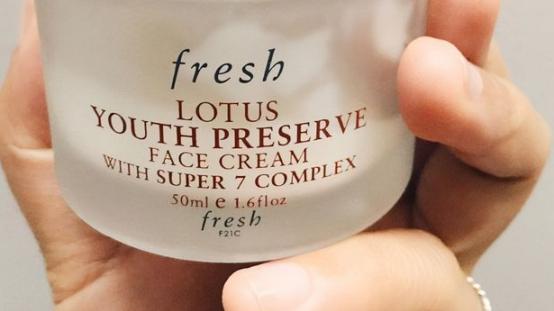 fresh
LOTUS
YOUTH PRESERVE
FACE CREAM
WITH SUPER 7 COMPLEX
50ml e 1.6floz
fresh
F21C